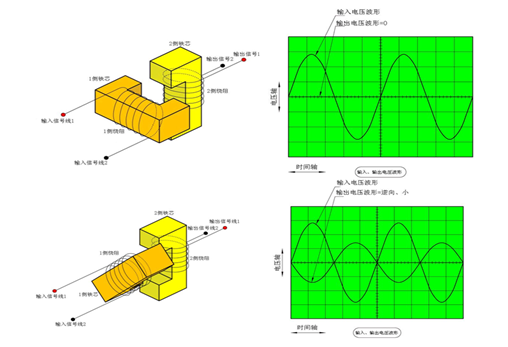 2侧铁芯
输出信号线1
输出信号线2
1侧铁芯
2侧绕组
输入信号线1
1侧绕组
输入信号线2
输入电压波形
输出电压波形=0
电压轴
时间轴
输入、输出电压波形
2侧铁芯
输出信号线1
输出信号线2
1侧绕组
2侧绕组
输入信号线1
1侧铁芯
输入信号线2
输入电压波形
输出电压波形=逆向、小
电压轴
时间轴
输入、输出电压波形